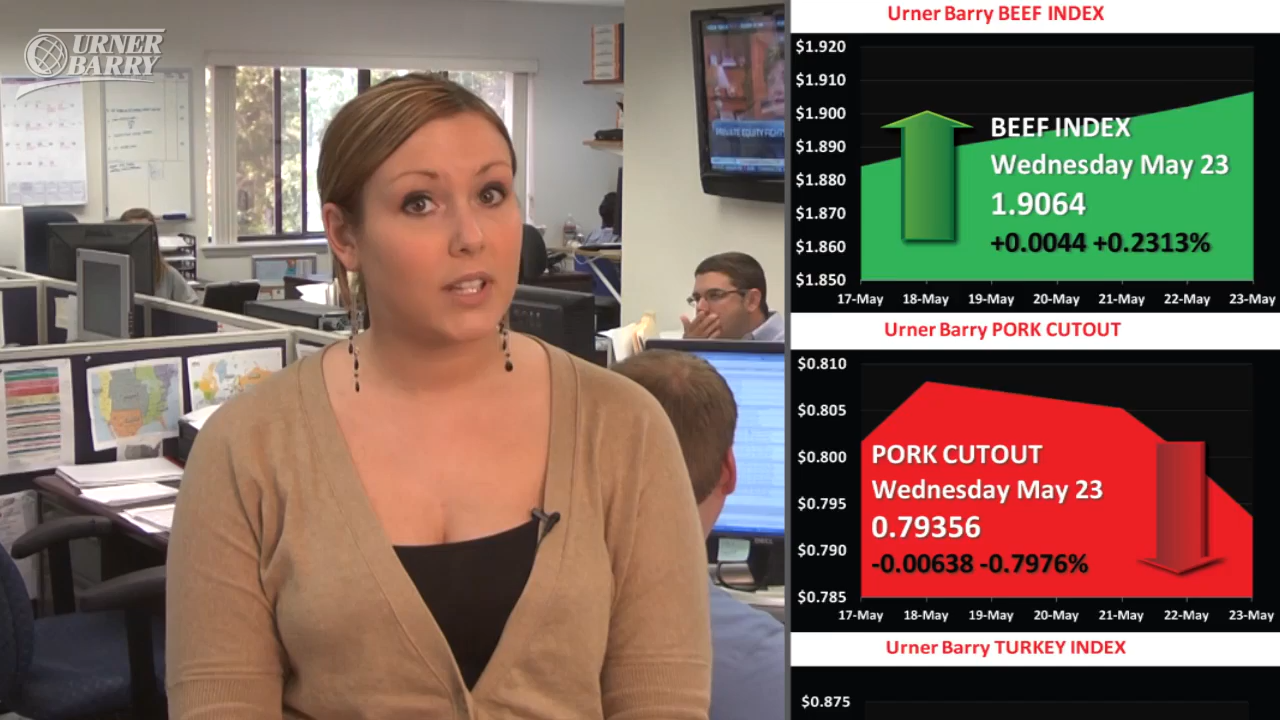 URNER
BARRY
PRIVATE EQUITY FIGHT
DELL
Urner Barry BEEF INDEX
$1.920
$1.910
$1.900
$1.890
$1.880
$1.870
$1.860
$1.850
BEEF INDEX
Wednesday May 23
1.9064
+0.0044 +0.2313%
17-May 18-May 19-May 20-May 21-May 22-May 23-May
Urner Barry PORK CUTOUT
$0.810
$0.805
$0.800
$0.795
$0.790
$0.785
PORK CUTOUT
Wednesday May 23
0.79356
-0.00638 -0.7976%
17-May 18-May 19-May 20-May 21-May 22-May 23-May
Urner Barry TURKEY INDEX
$0.875